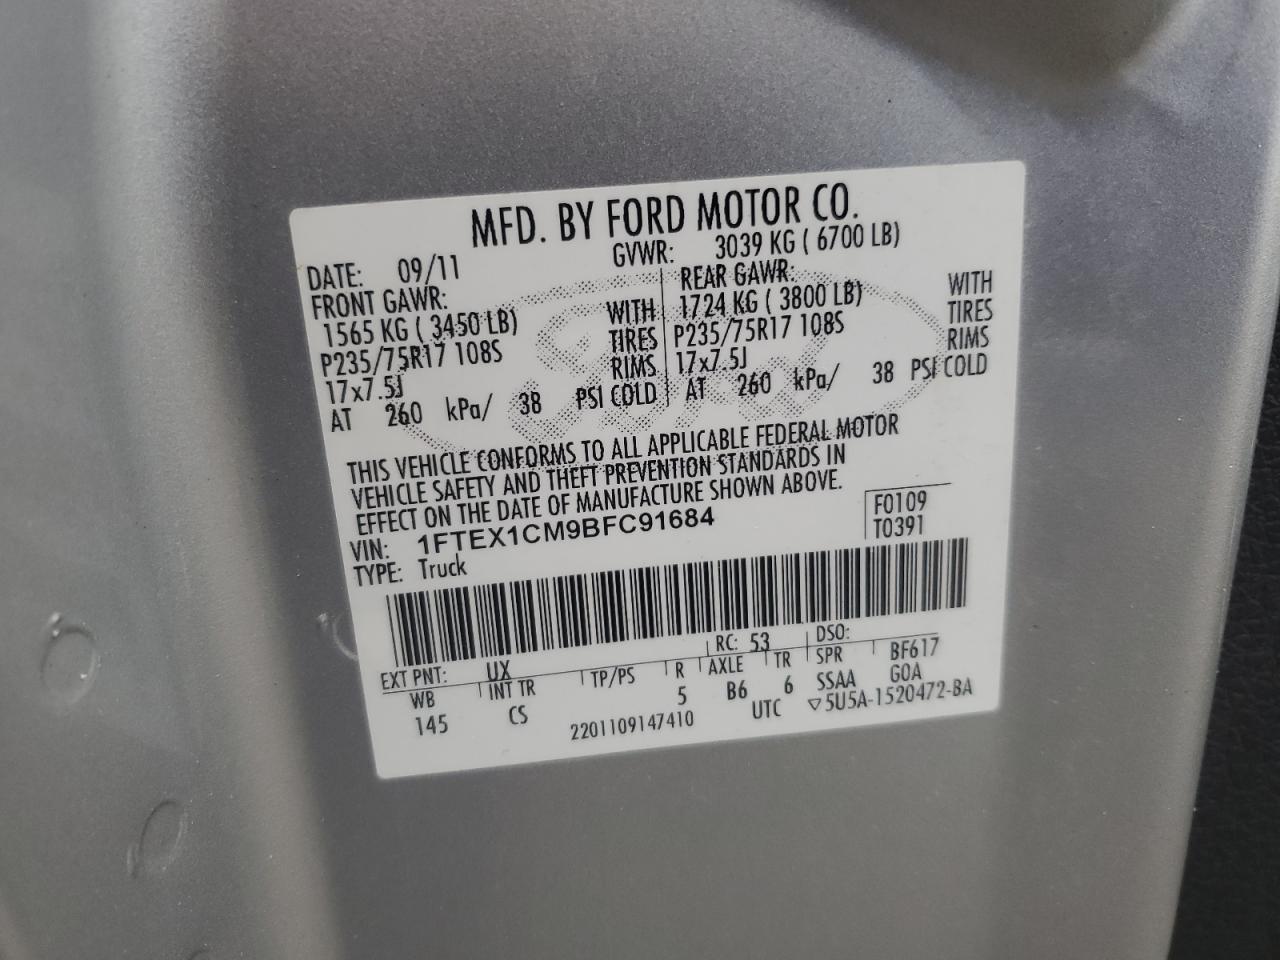 MFD. BY FORD MOTOR CO.
DATE: 09/11 GVWR: 3039 KG ( 6700 LB)
FRONT GAWR: REAR GAWR:
1565 KG ( 3450 LB) WITH 1724 KG ( 3800 LB) WITH
P235/75R17 108S TIRES P235/75R17 108S TIRES
17x7.5J RIMS 17x7.5J RIMS
AT 260 kPa/ 38 PSI COLD AT 260 kPa/ 38 PSI COLD
THIS VEHICLE CONFORMS TO ALL APPLICABLE FEDERAL MOTOR
VEHICLE SAFETY AND THEFT PREVENTION STANDARDS IN
EFFECT ON THE DATE OF MANUFACTURE SHOWN ABOVE.
VIN: 1FTEX1CM9BFC91684 F0109
TYPE: Truck T0391
EXT PNT: UX RC: 53 DSO:
WB INT TR TP/PS R AXLE TR SPR BF617
145 CS 5 B6 6 SSAA GOA
2201109147410 UTC ▽5U5A-1520472-BA
Ford